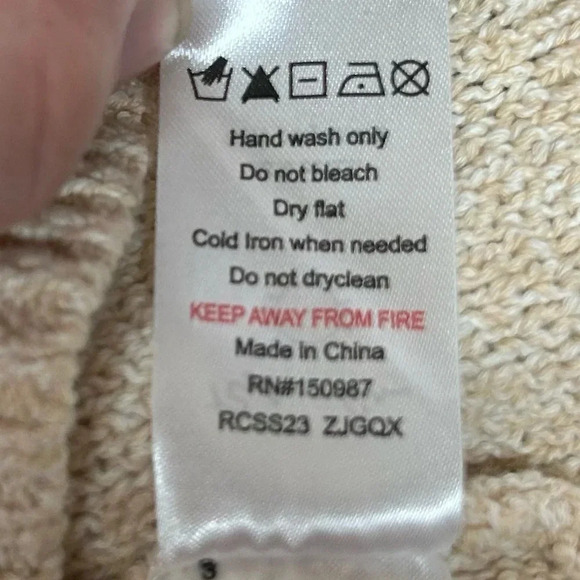 Hand wash only
Do not bleach
Dry flat
Cold Iron when needed
Do not dryclean
KEEP AWAY FROM FIRE
Made in China
RN#150987
RCSS23 ZJGQX
3